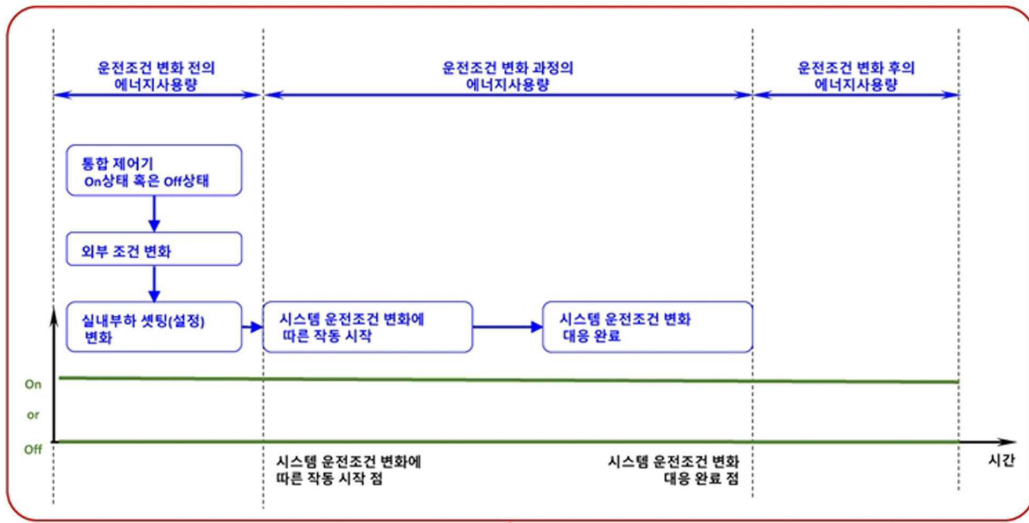 운전조건 변화 전의
에너지사용량
운전조건 변화 과정의
에너지사용량
운전조건 변화 후의
에너지사용량
통합 제어기
On상태 혹은 Off상태
외부 조건 변화
실내부하 셋팅(설정)
변화
시스템 운전조건 변화에
따른 작동 시작
시스템 운전조건 변화
대응 완료
On
or
Off
시스템 운전조건 변화에
따른 작동 시작 점
시스템 운전조건 변화
대응 완료 점
시간